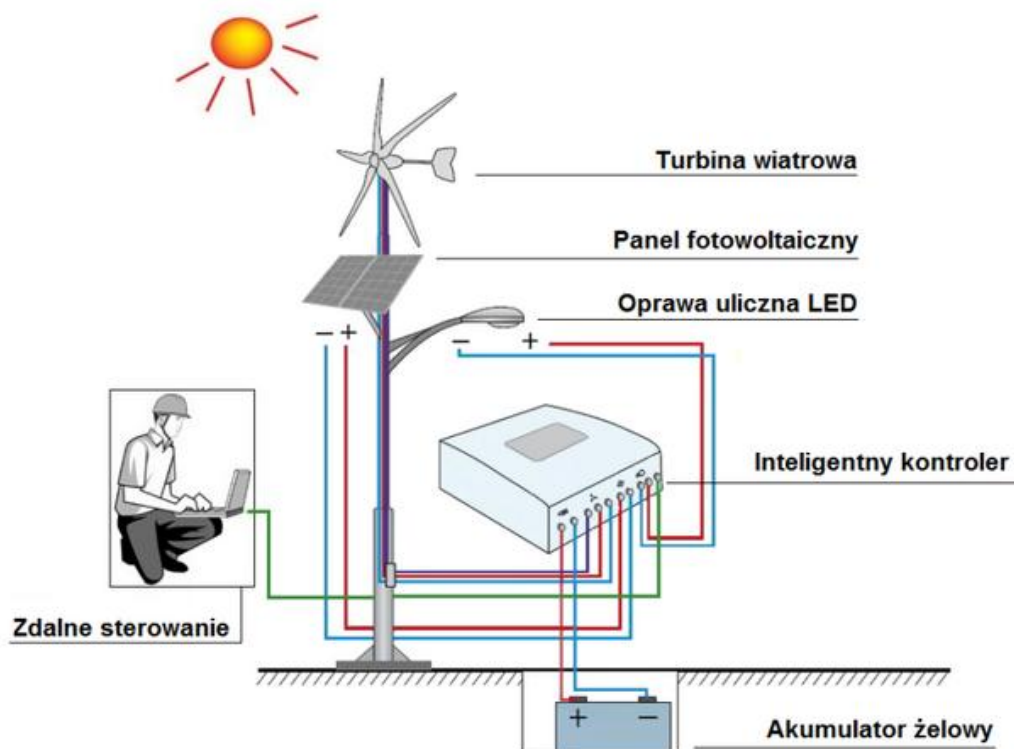 Turbina wiatrowa
Panel fotowoltaiczny
Oprawa uliczna LED
− +
− +
Inteligentny kontroler
Zdalne sterowanie
+ −
Akumulator żelowy